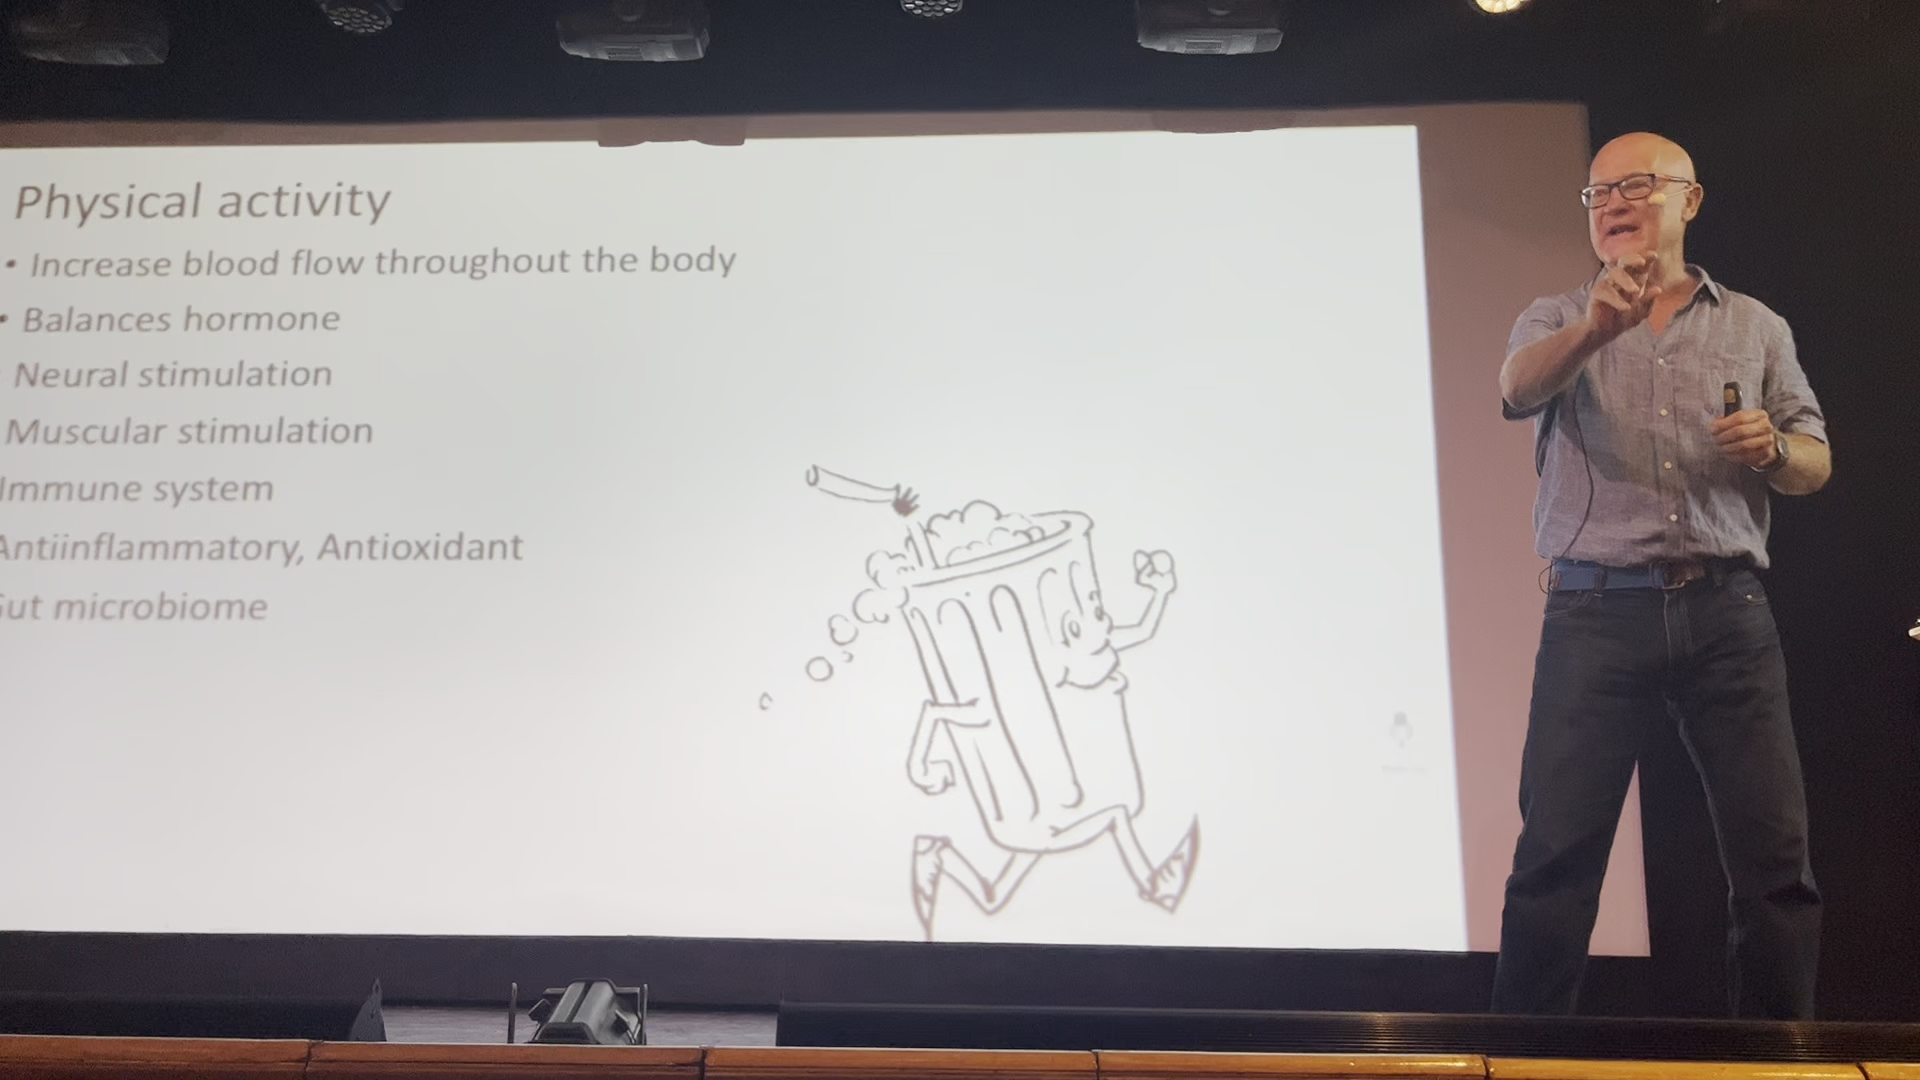 Physical activity
• Increase blood flow throughout the body
• Balances hormone
Neural stimulation
Muscular stimulation
Immune system
Antiinflammatory, Antioxidant
Gut microbiome